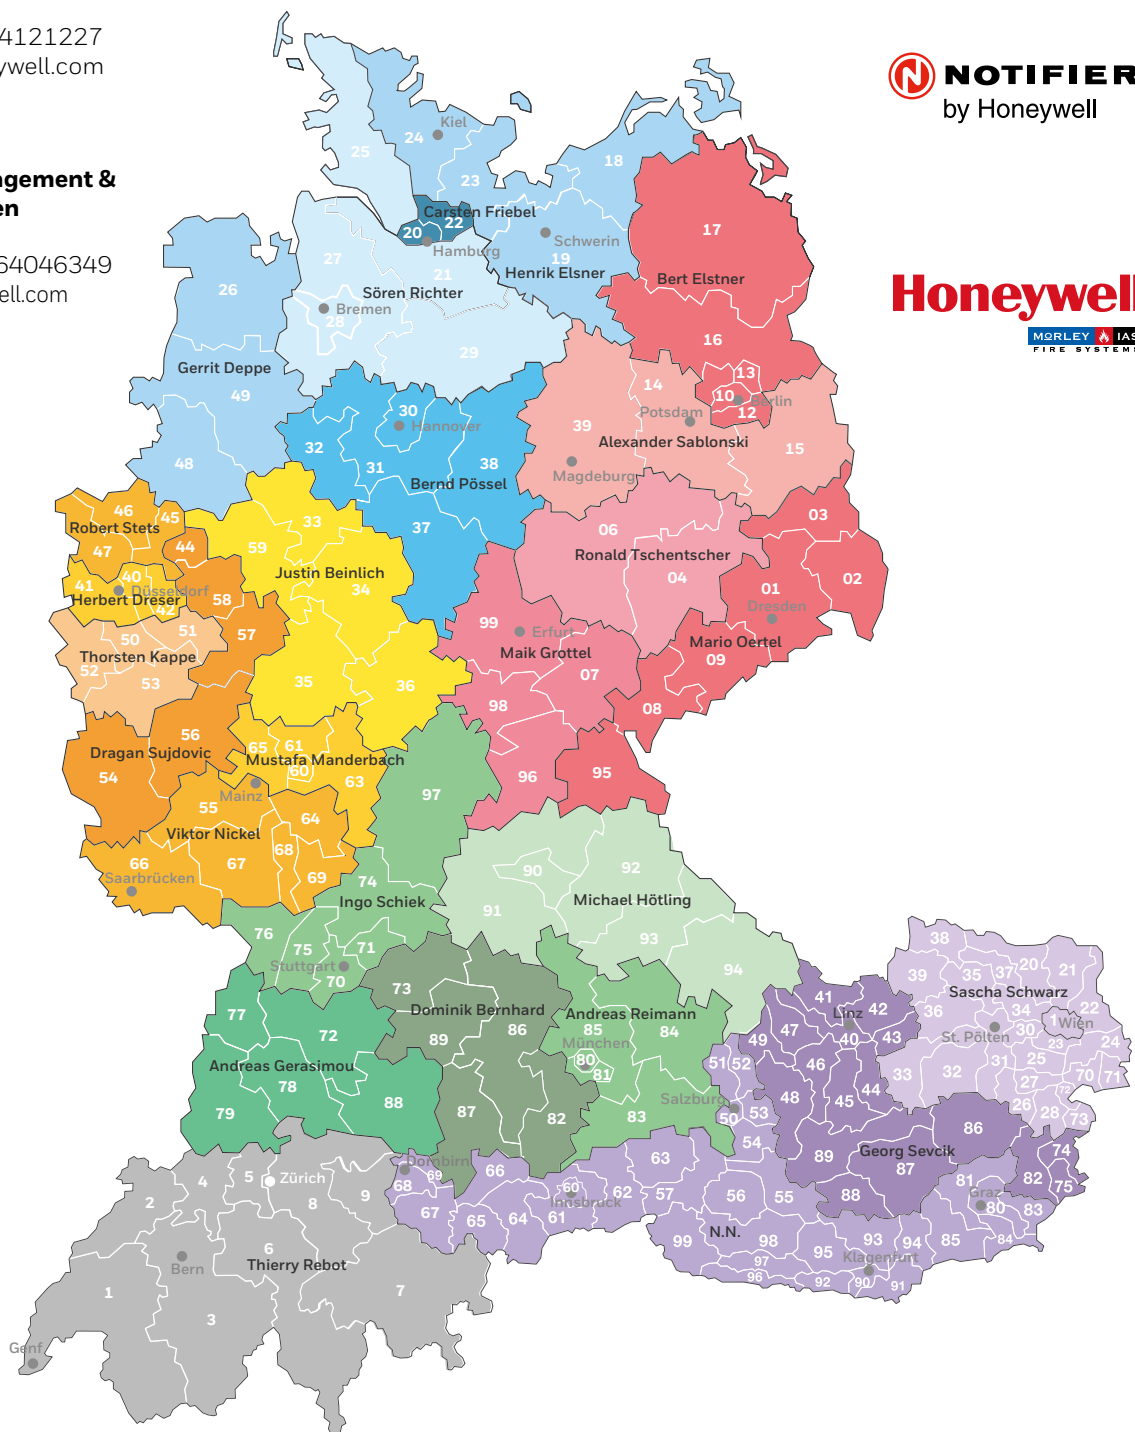 4121227
ywell.com
NOTIFIER
by Honeywell
agement &
en
64046349
ell.com
Honeywell
MORLEY IAS
FIRE SYSTEMS
Kiel
24
25
18
23
Carsten Friebel
22
20
17
Schwerin
Hamburg
19
27
21
Henrik Elsner
Bert Elstner
26
Sören Richter
Bremen
28
16
29
Gerrit Deppe
13
14
49
10
Berlin
30
12
Potsdam
Hannover
39
Alexander Sablonski
32
15
48
31
38
Magdeburg
Bernd Pössel
46
45
33
03
Robert Stets
37
06
44
47
59
Ronald Tschentscher
Justin Beinlich
40
04
02
41
34
01
Düsseldorf
Herbert Dreser
58
Dresden
42
99
50
51
57
Erfurt
Mario Oertel
Thorsten Kappe
Maik Grottel
09
52
07
53
35
36
98
08
56
65
61
Dragan Sujdovic
Mustafa Manderbach
60
95
54
96
63
Mainz
97
55
64
Viktor Nickel
68
66
67
92
90
69
74
Saarbrücken
Ingo Schiek
Michael Hötling
91
76
93
38
75
71
94
20
21
Stuttgart
39
35
37
70
73
Sascha Schwarz
41
42
77
36
34
22
Dominik Bernhard
Andreas Reimann
Linz
1
Wien
86
85
84
47
30
72
St. Pölten
89
München
49
40
43
23
24
80
51
52
46
31
25
Andreas Gerasimou
81
33
32
70
71
78
44
27
72
88
48
45
Salzburg
26
79
87
82
83
50
53
28
73
86
54
Georg Sevcik
74
Dornbirn
66
63
89
87
82
75
68
69
81
Zürich
4
5
60
Graz
2
8
9
Innsbruck
62
57
56
55
88
80
83
67
65
64
61
N.N.
93
94
85
84
99
98
6
95
Klagenfurt
Bern
Thierry Rebot
97
96
92
90
91
1
7
3
Genf